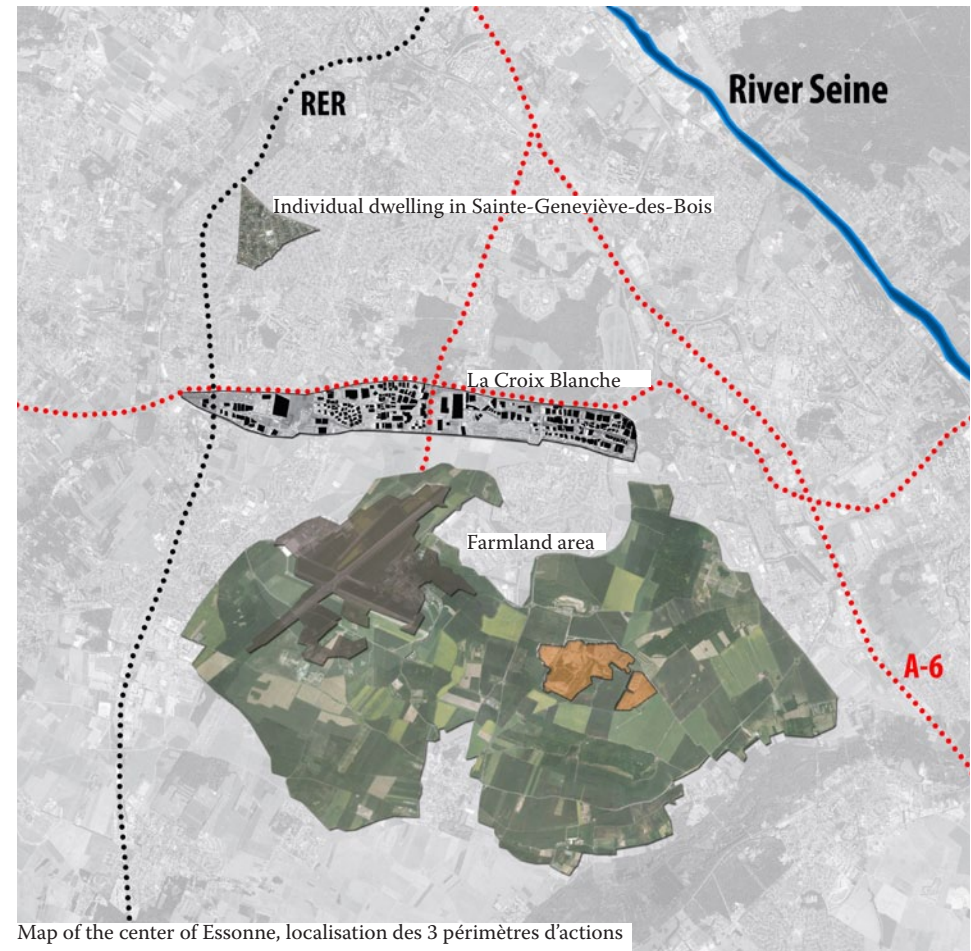 River Seine
RER
Individual dwelling in Sainte-Geneviève-des-Bois
La Croix Blanche
Farmland area
A-6
Map of the center of Essonne, localisation des 3 périmètres d'actions